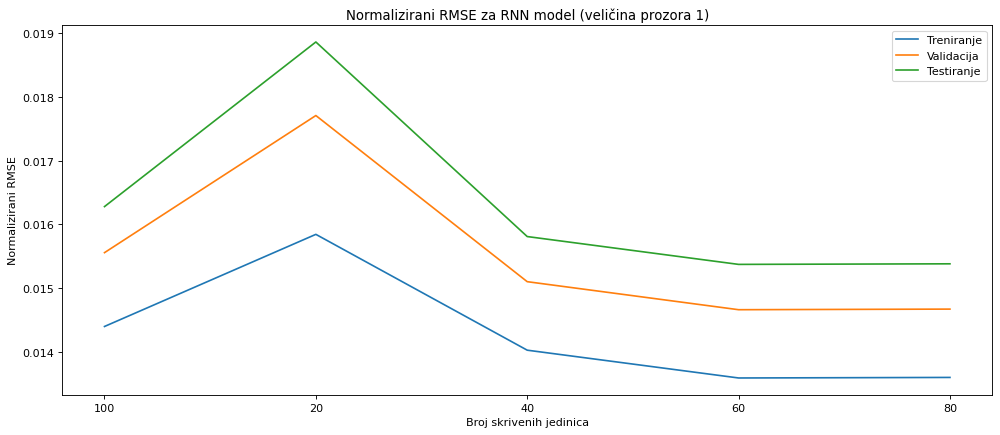 Normalizirani RMSE za RNN model (veličina prozora 1)
Treniranje
Validacija
Testiranje
Normalizirani RMSE
0.019
0.018
0.017
0.016
0.015
0.014
100
20
40
60
80
Broj skrivenih jedinica